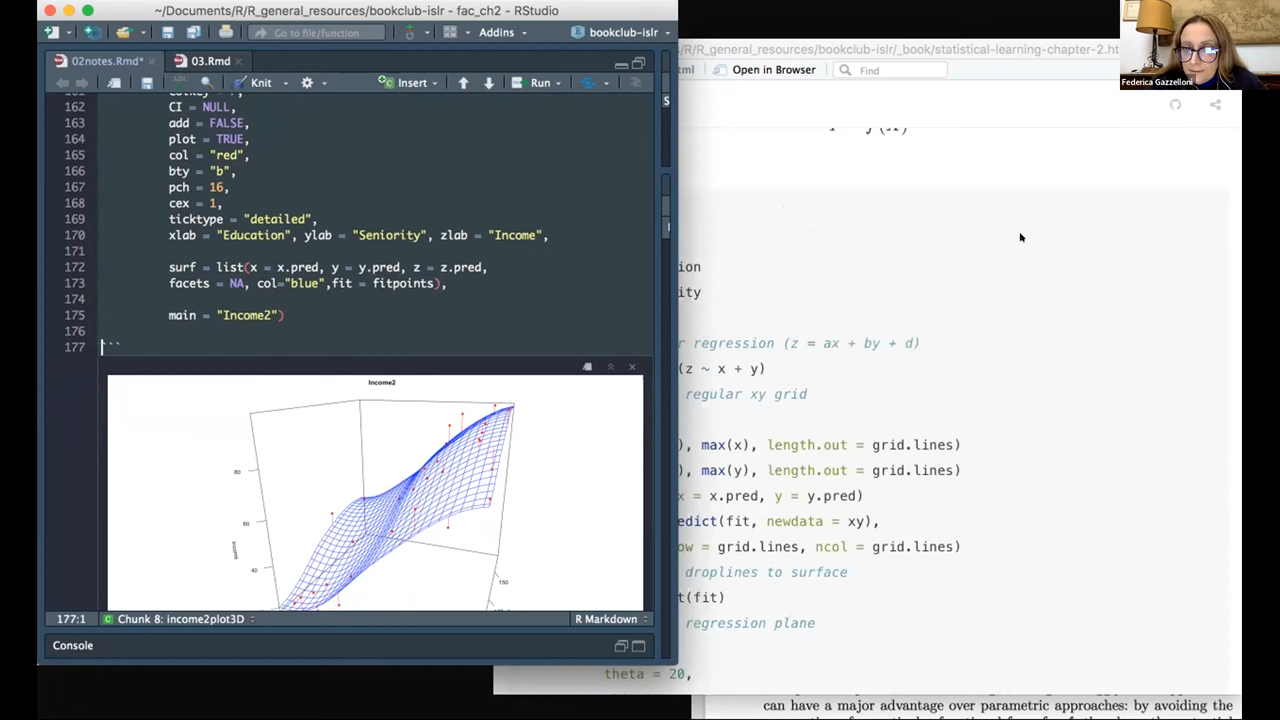 ~/Documents/R/R_general_resources/bookclub-islr - fac_ch2 - RStudio
Go to file/function
Addins
bookclub-islr
02notes.Rmd*
03.Rmd
Knit
Insert
Run
162 CI = NULL,
163 add = FALSE,
164 plot = TRUE,
165 col = "red",
166 bty = "b",
167 pch = 16,
168 cex = 1,
169 ticktype = "detailed",
170 xlab = "Education", ylab = "Seniority", zlab = "Income",
171
172 surf = list(x = x.pred, y = y.pred, z = z.pred,
173 facets = NA, col="blue",fit = fitpoints),
174
175 main = "Income2")
176
177 ```
Income2
80
60
40
Income
150
177:1 Chunk 8: income2plot3D R Markdown
Console
R/R_general_resources/bookclub-islr/_book/statistical-learning-chapter-2.ht
ml Open in Browser Find
ion
ity
r regression (z = ax + by + d)
(z ~ x + y)
regular xy grid
), max(x), length.out = grid.lines)
), max(y), length.out = grid.lines)
x = x.pred, y = y.pred)
edict(fit, newdata = xy),
ow = grid.lines, ncol = grid.lines)
droplines to surface
t(fit)
regression plane
theta = 20,
can have a major advantage over parametric approaches: by avoiding the
Federica Gazzelloni